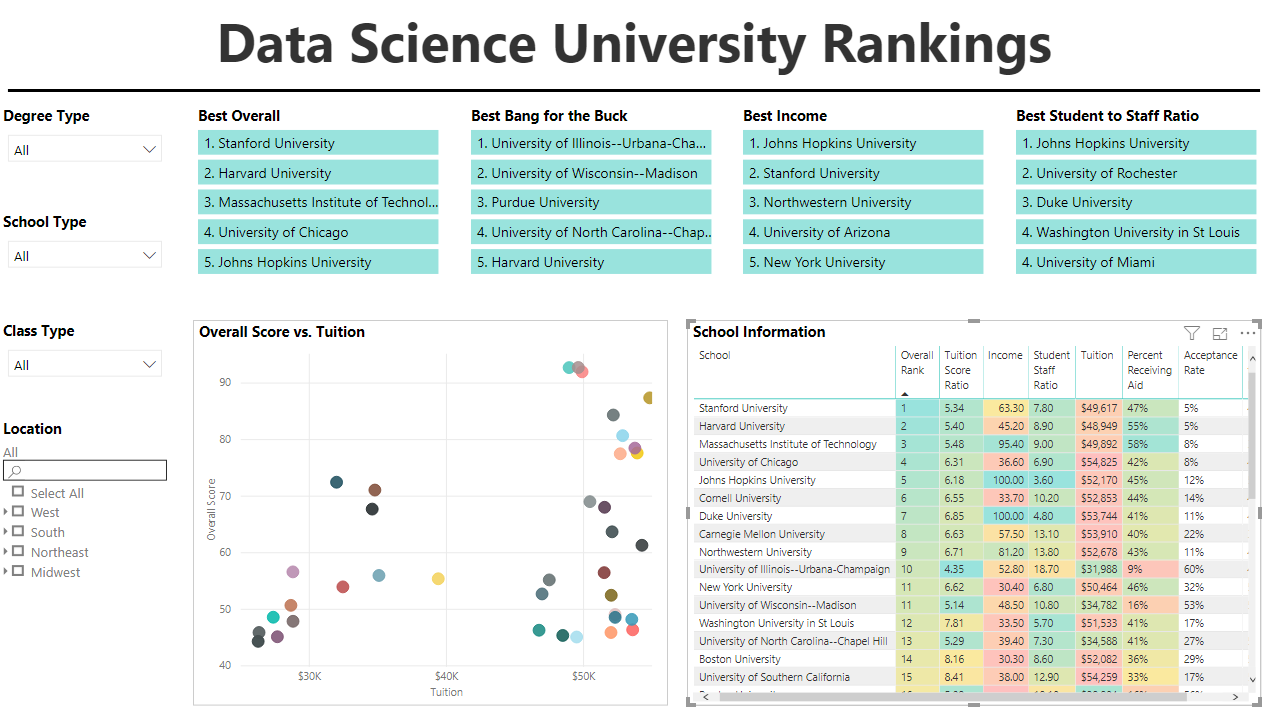 Data Science University Rankings
Degree Type
All
School Type
All
Class Type
All
Location
All
Select All
West
South
Northeast
Midwest
Best Overall
1. Stanford University
2. Harvard University
3. Massachusetts Institute of Technol...
4. University of Chicago
5. Johns Hopkins University
Best Bang for the Buck
1. University of Illinois--Urbana-Cha...
2. University of Wisconsin--Madison
3. Purdue University
4. University of North Carolina--Chap...
5. Harvard University
Best Income
1. Johns Hopkins University
2. Stanford University
3. Northwestern University
4. University of Arizona
5. New York University
Best Student to Staff Ratio
1. Johns Hopkins University
2. University of Rochester
3. Duke University
4. Washington University in St Louis
4. University of Miami
Overall Score vs. Tuition
Overall Score
90
80
70
60
50
40
$30K
$40K
$50K
Tuition
School Information
School Overall Rank Tuition Score Ratio Income Student Staff Ratio Tuition Percent Receiving Aid Acceptance Rate
Stanford University 1 5.34 63.30 7.80 $49,617 47% 5%
Harvard University 2 5.40 45.20 8.90 $48,949 55% 5%
Massachusetts Institute of Technology 3 5.48 95.40 9.00 $49,892 58% 8%
University of Chicago 4 6.31 36.60 6.90 $54,825 42% 8%
Johns Hopkins University 5 6.18 100.00 3.60 $52,170 45% 12%
Cornell University 6 6.55 33.70 10.20 $52,853 44% 14%
Duke University 7 6.85 100.00 4.80 $53,744 41% 11%
Carnegie Mellon University 8 6.63 57.50 13.10 $53,910 40% 22%
Northwestern University 9 6.71 81.20 13.80 $52,678 43% 11%
University of Illinois--Urbana-Champaign 10 4.35 52.80 18.70 $31,988 9% 60%
New York University 11 6.62 30.40 6.80 $50,464 46% 32%
University of Wisconsin--Madison 11 5.14 48.50 10.80 $34,782 16% 53%
Washington University in St Louis 12 7.81 33.50 5.70 $51,533 41% 17%
University of North Carolina--Chapel Hill 13 5.29 39.40 7.30 $34,588 41% 27%
Boston University 14 8.16 30.30 8.60 $52,082 36% 29%
University of Southern California 15 8.41 38.00 12.90 $54,259 33% 17%